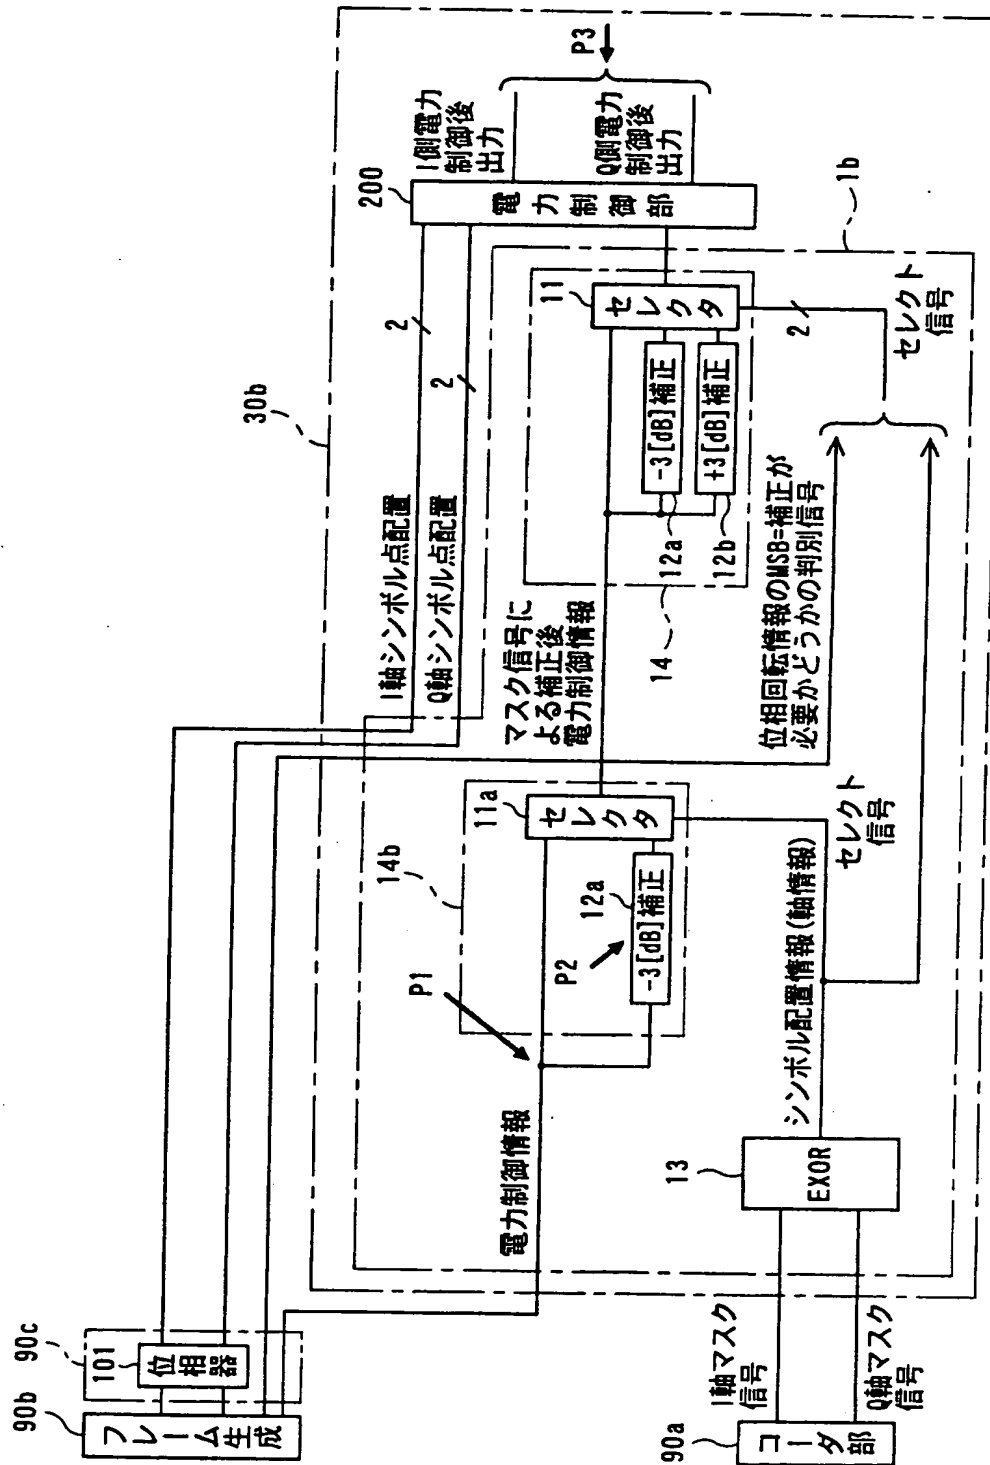 90b
フレーム生成
90c
101
位相器
30b
I軸シンボル点配置
Q軸シンボル点配置
2
2
200
電力制御部
I側電力
制御後
出力
Q側電力
制御後
出力
P3
1b
電力制御情報
P1
14b
11a
セレクタ
P2
12a
-3[dB]補正
マスク信号に
よる補正後
電力制御情報
14
11
セレクタ
-3[dB]補正
12a
+3[dB]補正
12b
2
セレクト
信号
位相回転情報のMSB=補正が
必要かどうかの判別信号
セレクト
信号
シンボル配置情報(軸情報)
13
EXOR
I軸マスク
信号
Q軸マスク
信号
90a
コーダ部